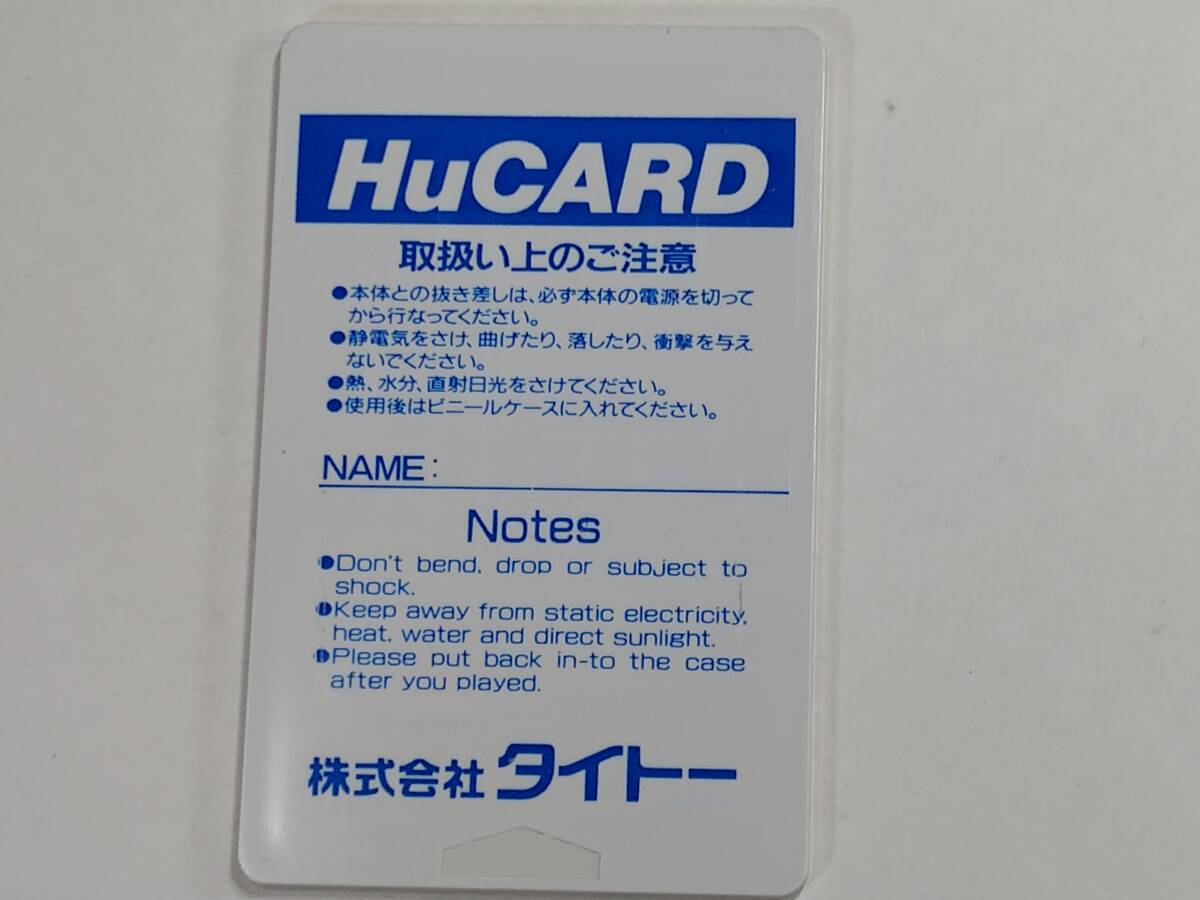 HuCARD
取扱い上のご注意
●本体との抜き差しは、必ず本体の電源を切って
から行なってください。
●静電気をさけ、曲げたり、落したり、衝撃を与え
ないでください。
●熱、水分、直射日光をさけてください。
●使用後はビニールケースに入れてください。
NAME:
Notes
●Don't bend, drop or subject to
shock.
●Keep away from static electricity,
heat, water and direct sunlight.
●Please put back in-to the case
after you played.
株式会社タイトー